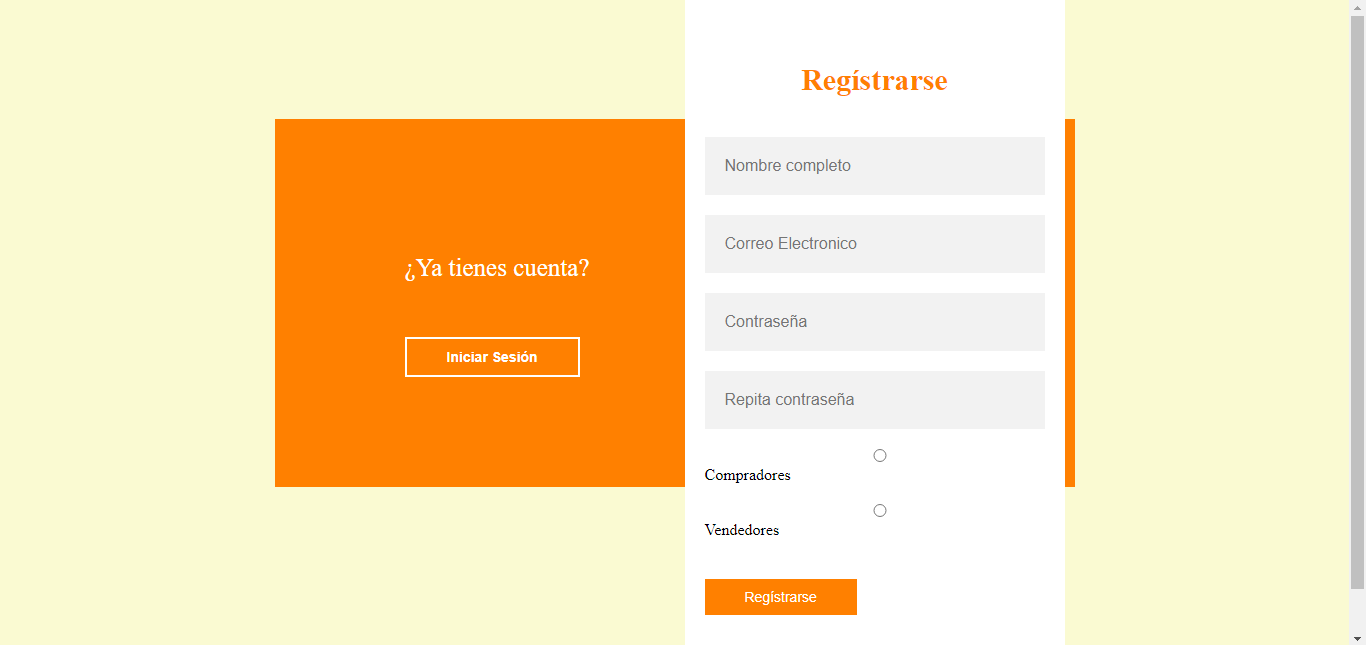 ¿Ya tienes cuenta?
Iniciar Sesión
Regístrarse
Nombre completo
Correo Electronico
Contraseña
Repita contraseña
Compradores
Vendedores
Regístrarse